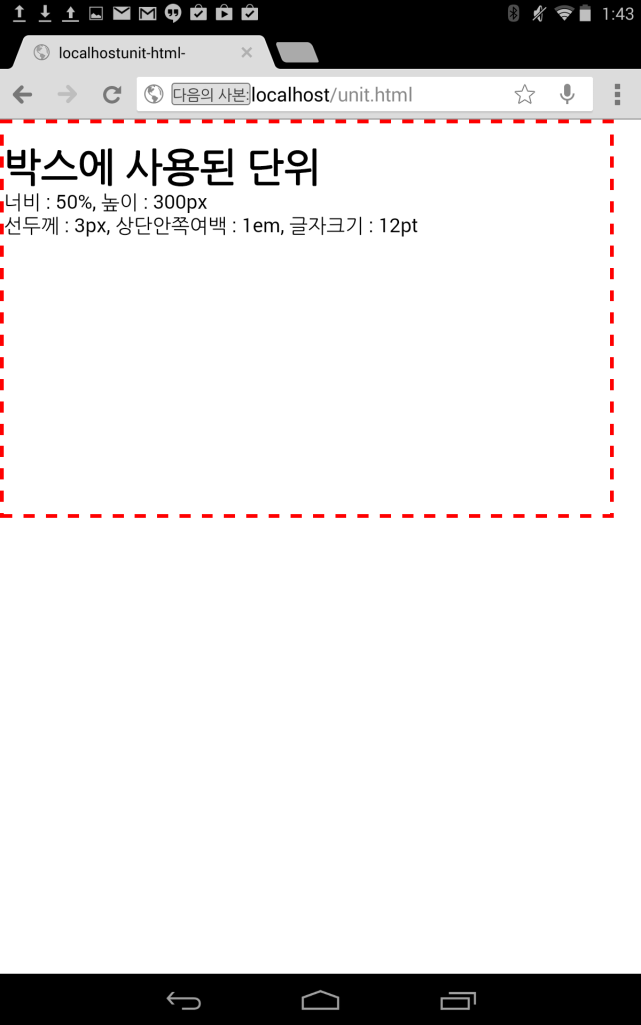 1:43
localhostunit-html-
다음의 사본:localhost/unit.html
박스에 사용된 단위
너비 : 50%, 높이 : 300px
선두께 : 3px, 상단안쪽여백 : 1em, 글자크기 : 12pt